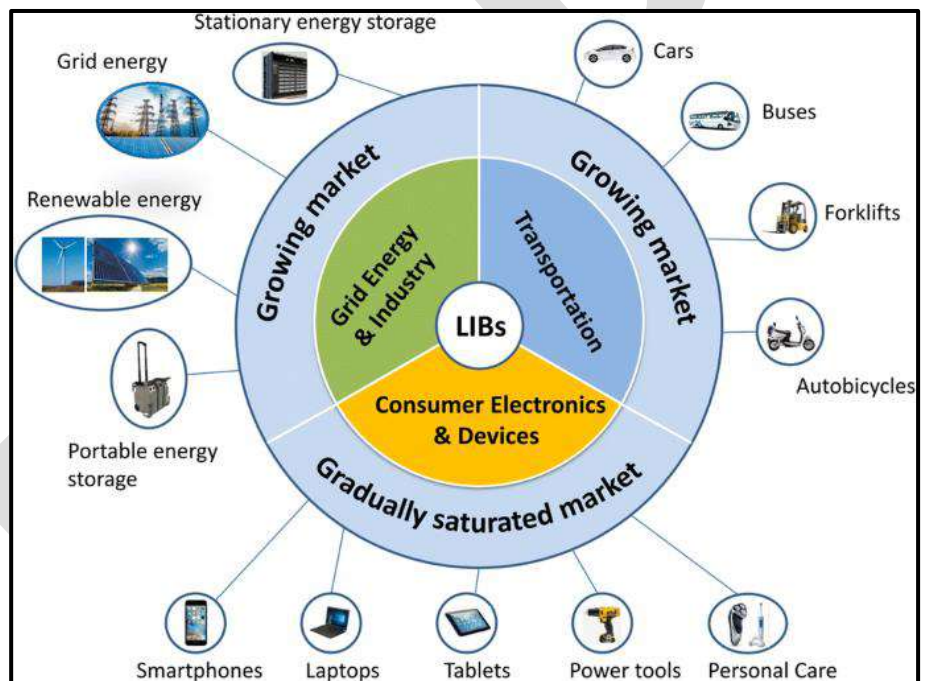 Stationary energy storage
Grid energy
Renewable energy
Portable energy
storage
Cars
Buses
Forklifts
Autobicycles
Growing market
Growing market
Gradually saturated market
Grid Energy
& Industry
Transportation
LIBs
Consumer Electronics
& Devices
Smartphones
Laptops
Tablets
Power tools
Personal Care